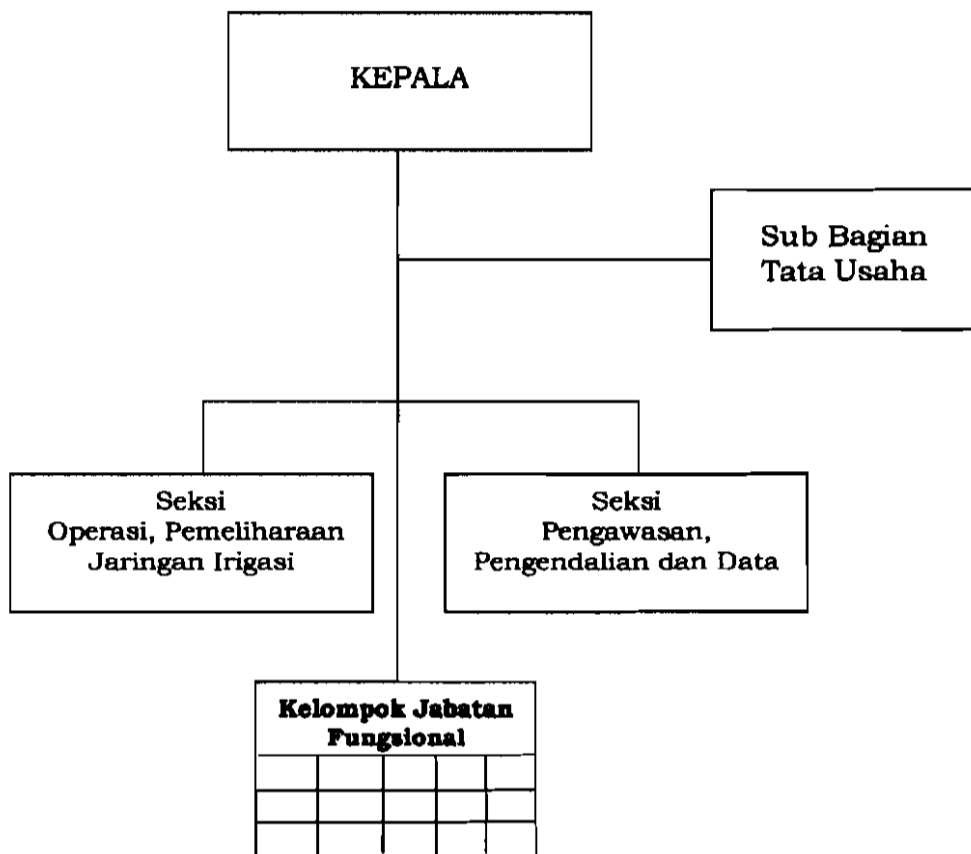 KEPALA
Sub Bagian
Tata Usaha
Seksi
Operasi, Pemeliharaan
Jaringan Irigasi
Seksi
Pengawasan,
Pengendalian dan Data
Kelompok Jabatan
Fungsional